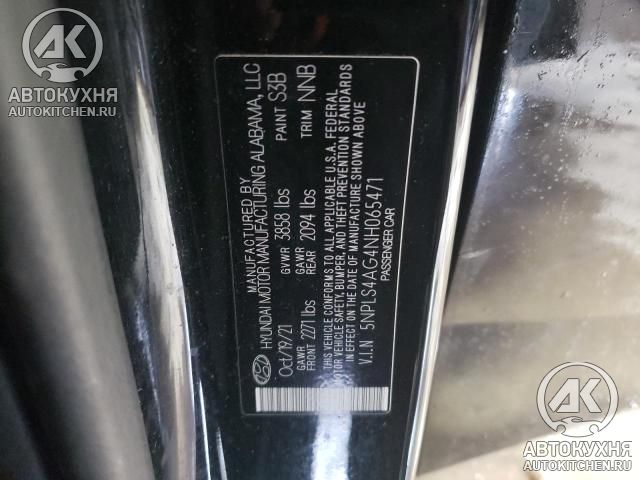 AK
АВТОКУХНЯ
AUTOKITCHEN.RU
MANUFACTURED BY
HYUNDAI MOTOR MANUFACTURING ALABAMA, LLC
Oct/19/21 GVWR 3858 lbs PAINT S3B
GAWR FRONT 2271 lbs GAWR REAR 2094 lbs TRIM NNB
THIS VEHICLE CONFORMS TO ALL APPLICABLE U.S.A. FEDERAL
MOTOR VEHICLE SAFETY, BUMPER, AND THEFT PREVENTION STANDARDS
IN EFFECT ON THE DATE OF MANUFACTURE SHOWN ABOVE
V.I.N 5NPLS4AG4NH065471
PASSENGER CAR
AK
АВТОКУХНЯ
AUTOKITCHEN.RU